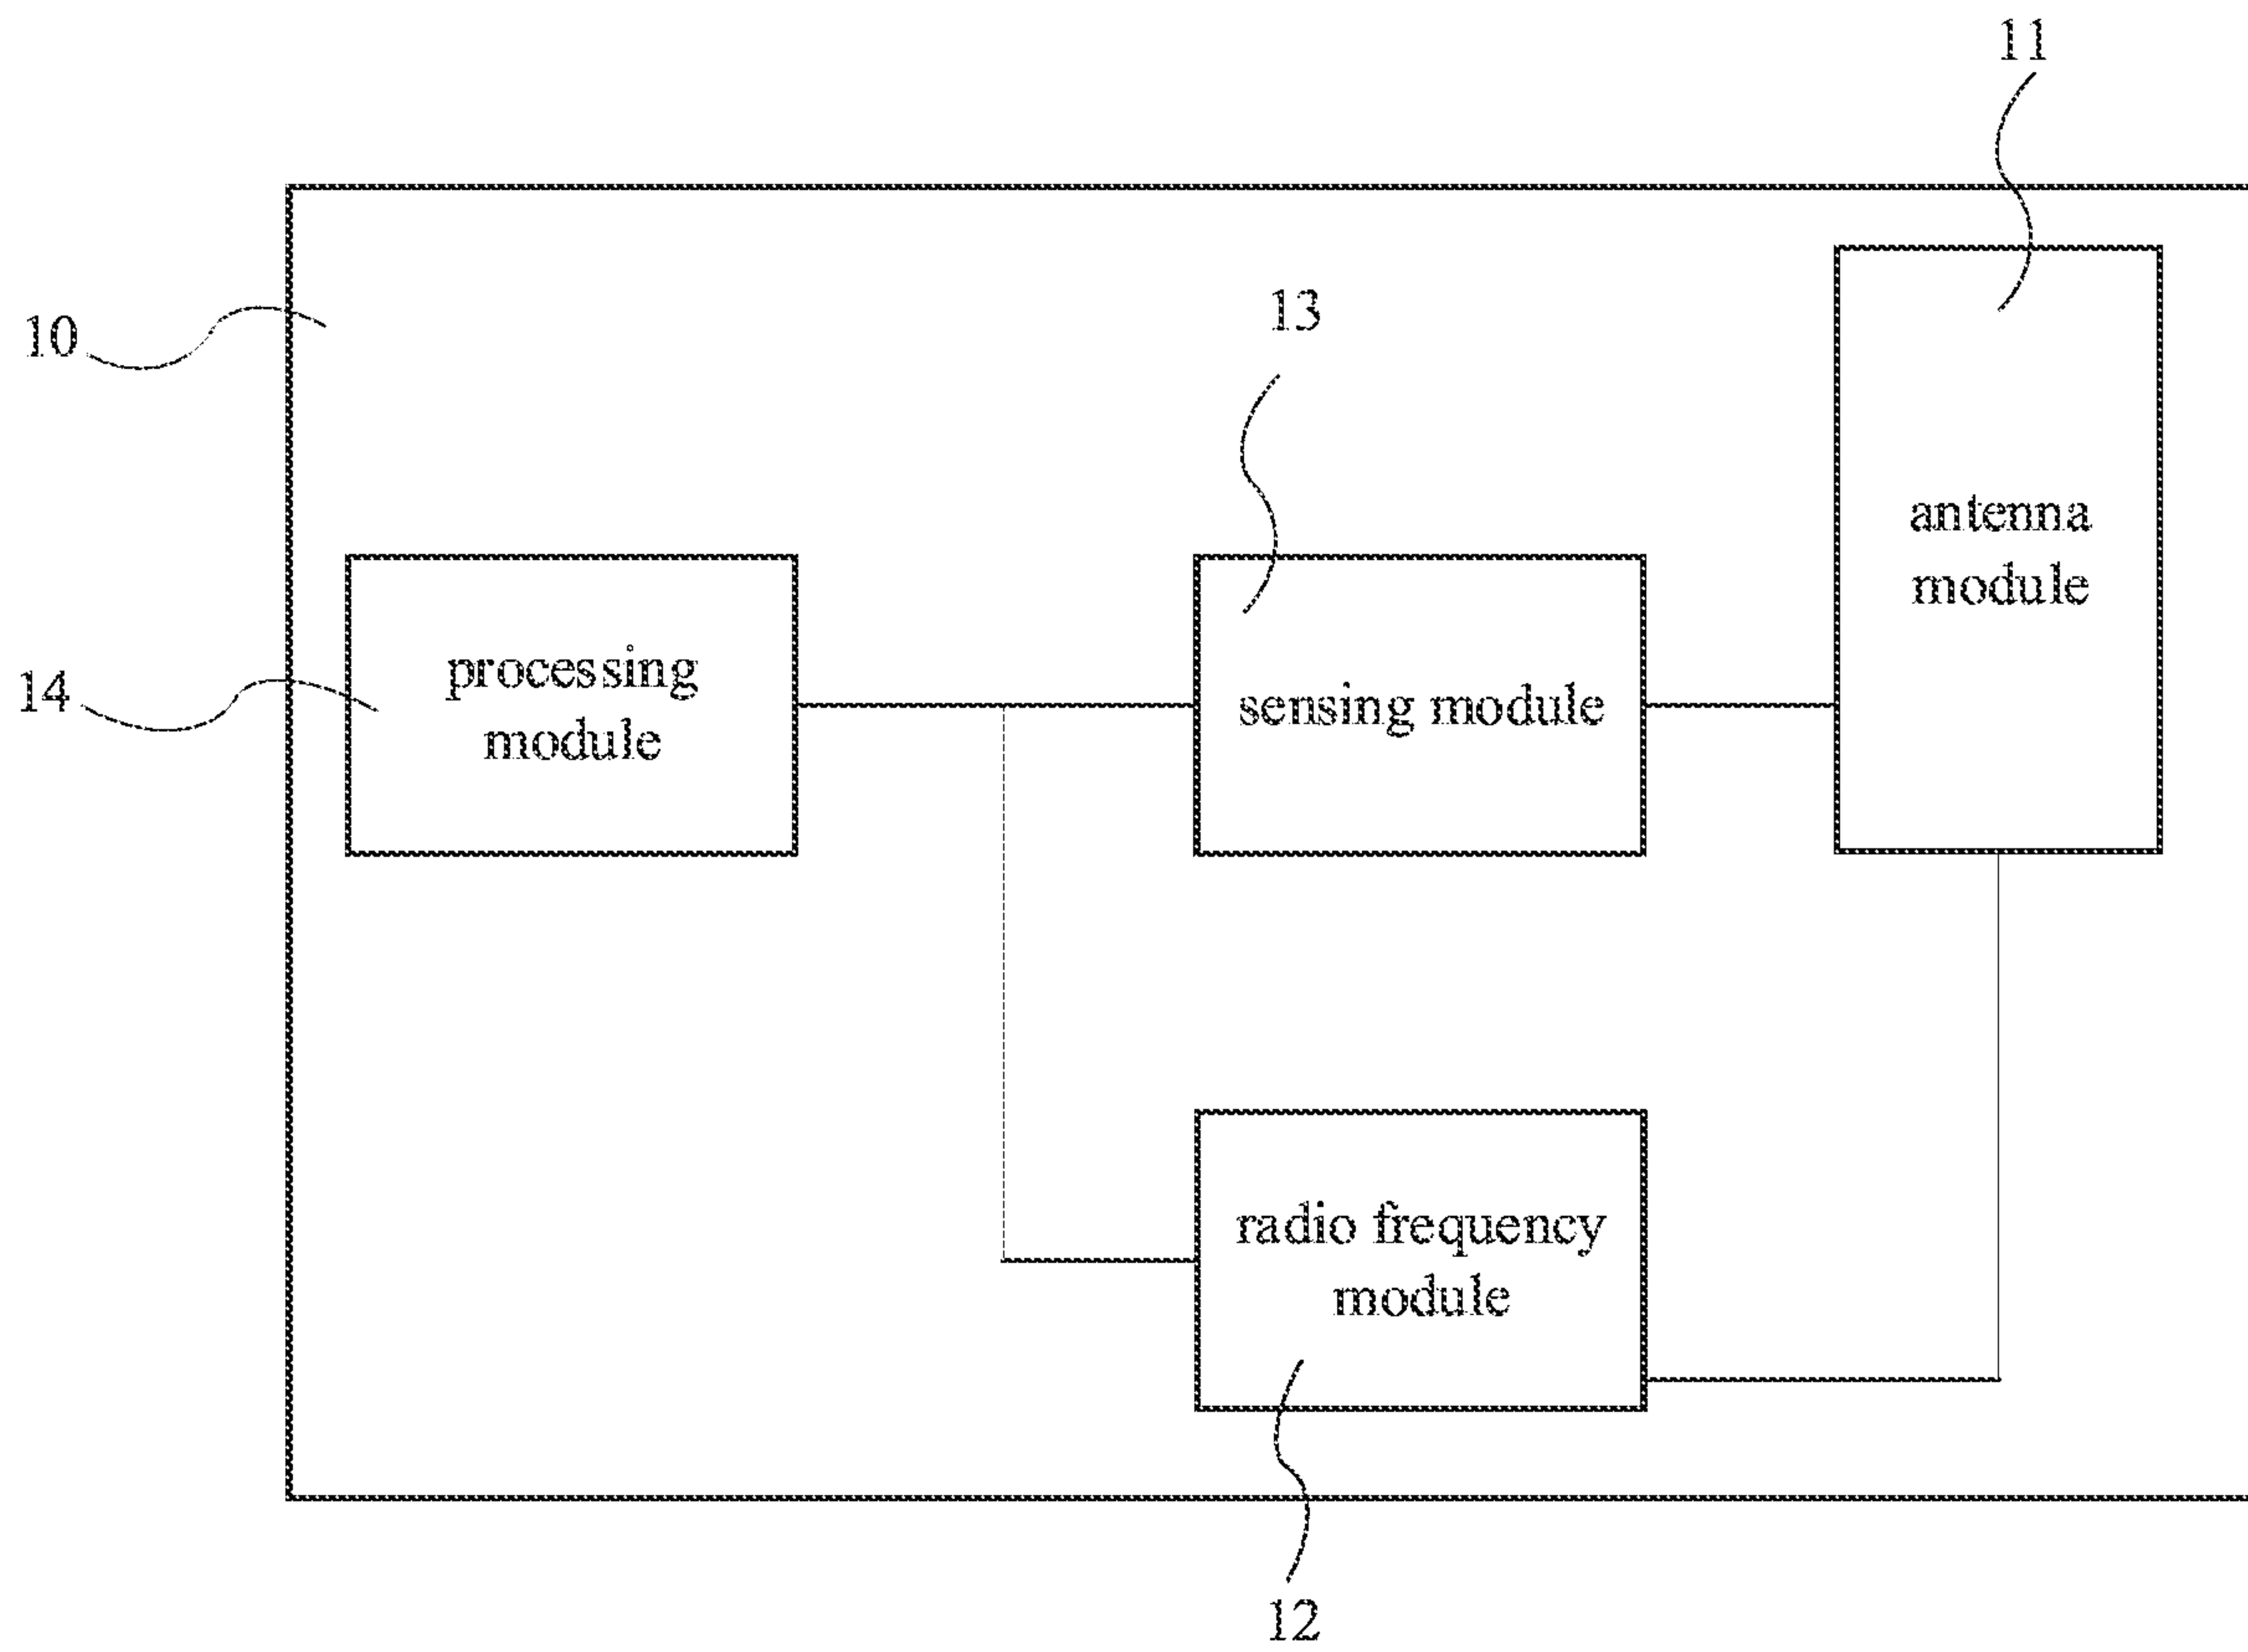 11
10
13
antenna
module
14
processing
module
sensing module
radio frequency
module
12